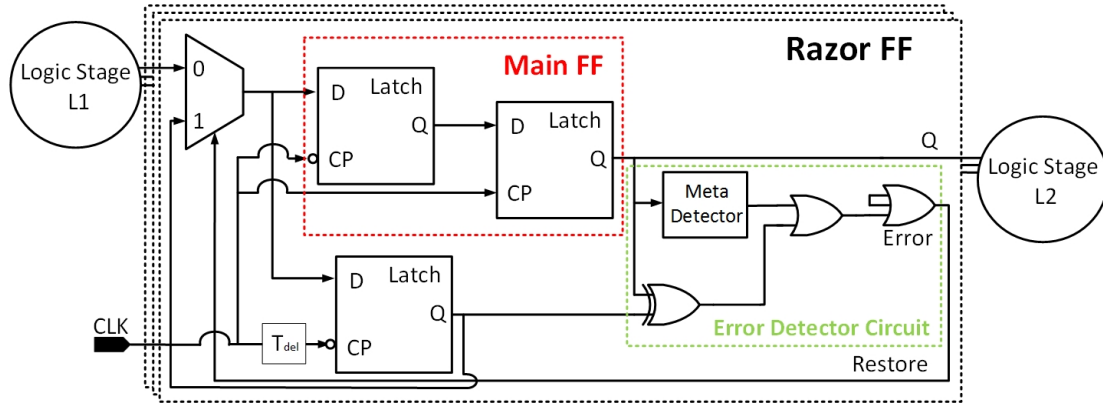 Logic Stage
L1
0
1
Main FF
Razor FF
D
Latch
Q
CP
D
Latch
Q
CP
Q
Logic Stage
L2
Meta
Detector
Error
D
Latch
Q
CP
CLK
Tdel
Error Detector Circuit
Restore